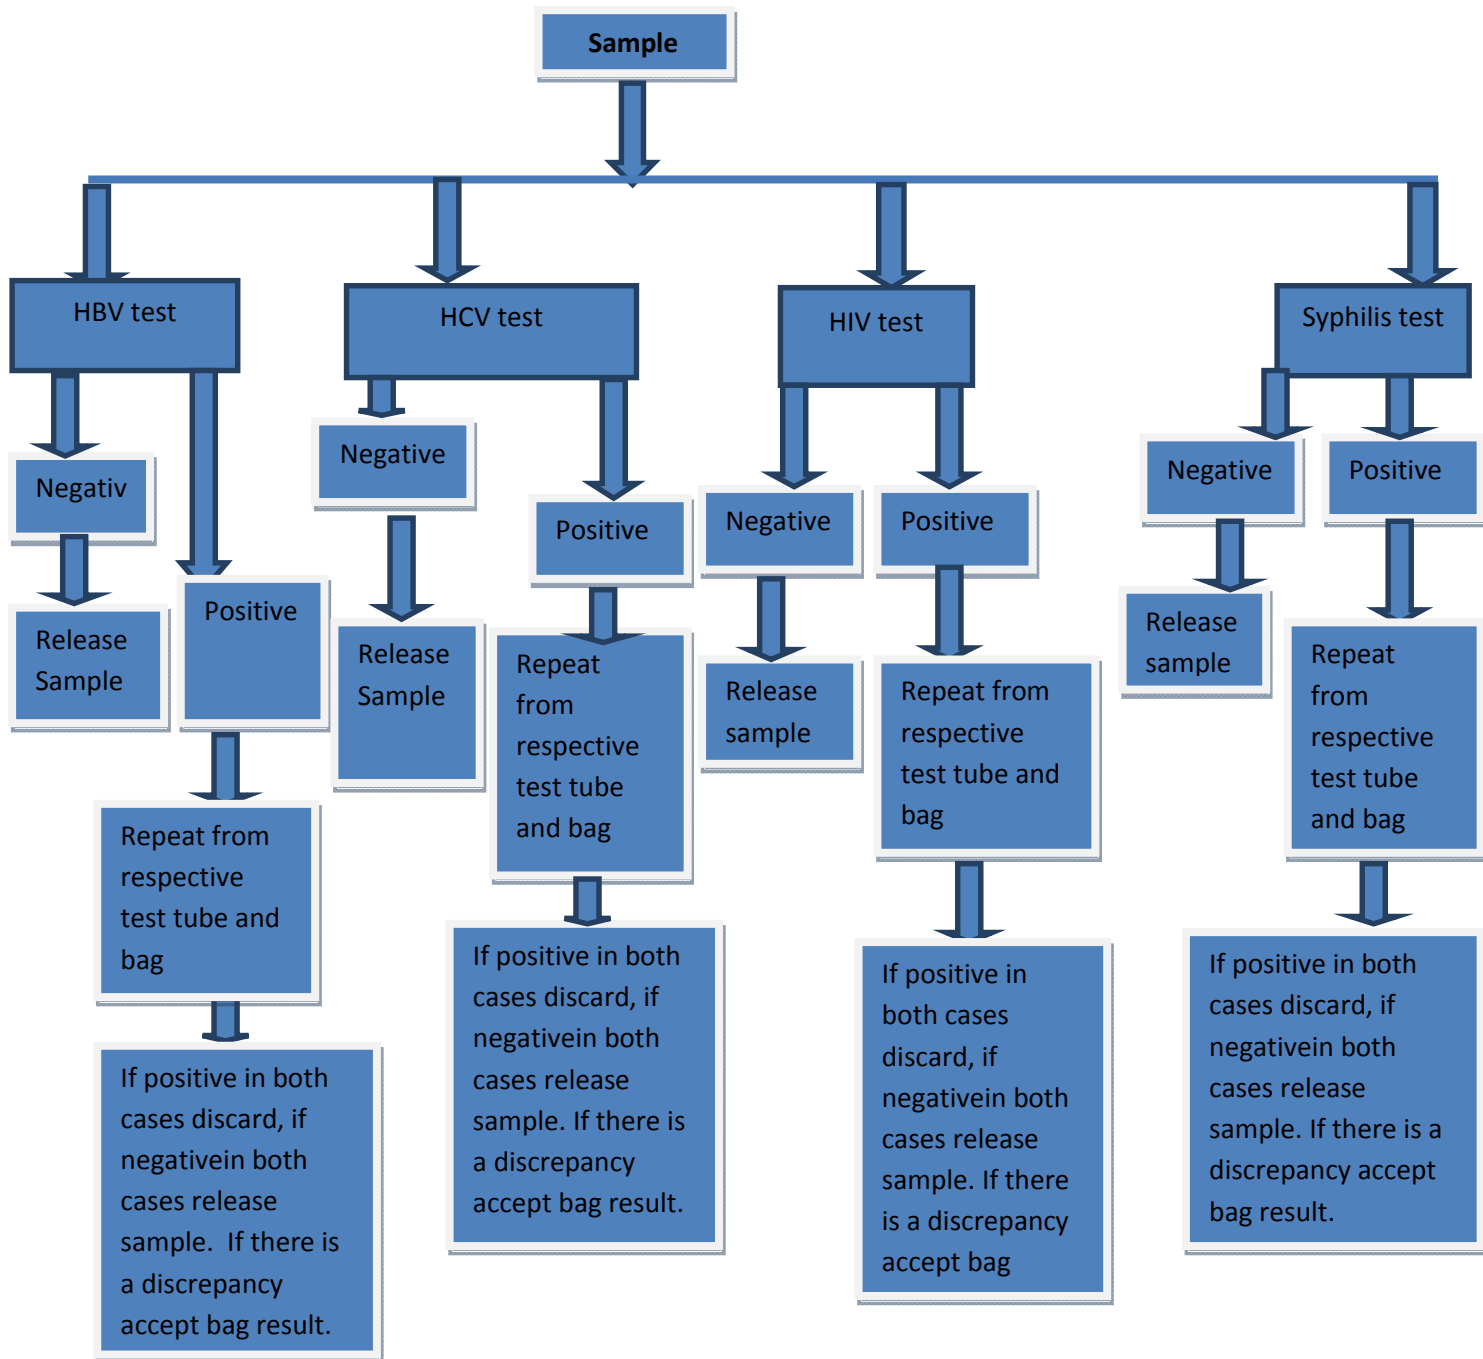 Sample
HBV test
HCV test
HIV test
Syphilis test
Negativ
Release
Sample
Positive
Repeat from
respective
test tube and
bag
If positive in both
cases discard, if
negativein both
cases release
sample.  If there is
a discrepancy
accept bag result.
Negative
Release
Sample
Positive
Repeat
from
respective
test tube
and bag
If positive in both
cases discard, if
negativein both
cases release
sample. If there is
a discrepancy
accept bag result.
Negative
Release
sample
Positive
Repeat from
respective
test tube and
bag
If positive in
both cases
discard, if
negativein both
cases release
sample. If there
is a discrepancy
accept bag
Negative
Release
sample
Positive
Repeat
from
respective
test tube
and bag
If positive in both
cases discard, if
negativein both
cases release
sample. If there is a
discrepancy accept
bag result.